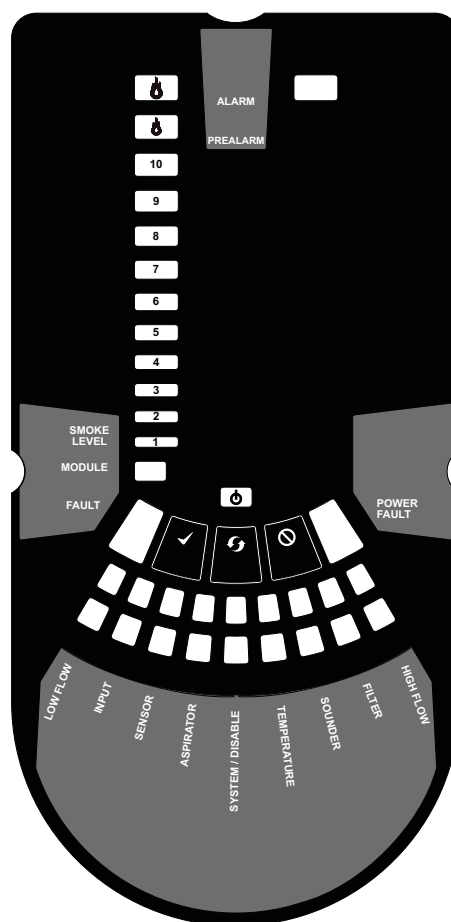 ALARM
PREALARM
10
9
8
7
6
5
4
3
2
1
SMOKE
LEVEL
MODULE
FAULT
POWER
FAULT
LOW FLOW
INPUT
SENSOR
ASPIRATOR
SYSTEM / DISABLE
TEMPERATURE
SOUNDER
FILTER
HIGH FLOW